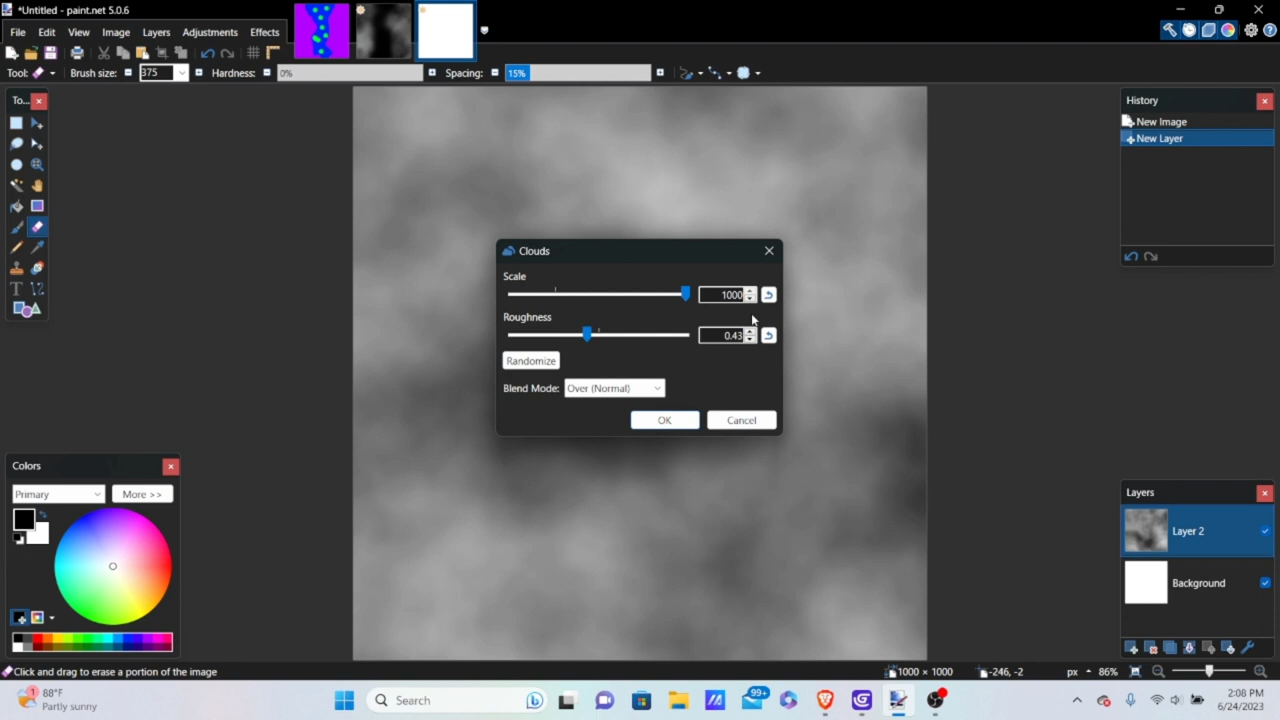 *Untitled - paint.net 5.0.6
File Edit View Image Layers Adjustments Effects
Tool: Brush size: 375 Hardness: 0% Spacing: 15%
To...
History
New Image
New Layer
Clouds
Scale
1000
Roughness
0.43
Randomize
Blend Mode: Over (Normal)
OK Cancel
Colors
Primary More >>
Layers
Layer 2
Background
Click and drag to erase a portion of the image
1000 × 1000 -246, -2 px 86%
1 88°F
Partly sunny
Search
99+
2:08 PM
6/24/2023